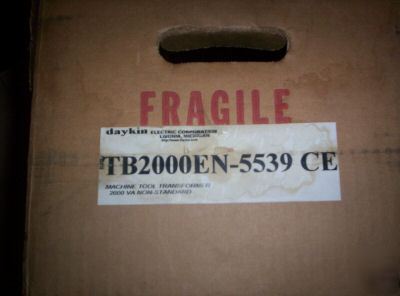 FRAGILE
daykin ELECTRIC CORPORATION
LIVONIA, MICHIGAN
TB2000EN-5539 CE
MACHINE TOOL TRANSFORMER
2000 VA NON-STANDARD